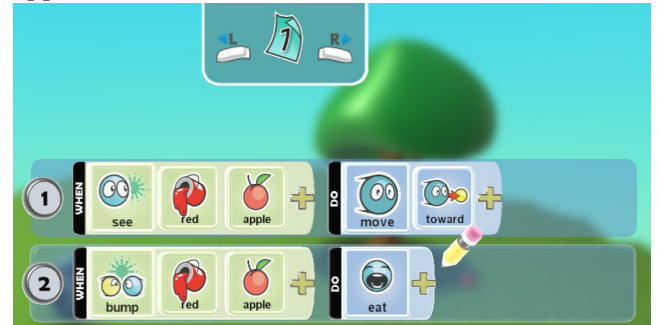 L 1 R
1 WHEN see red apple DO move toward
2 WHEN bump red apple DO eat